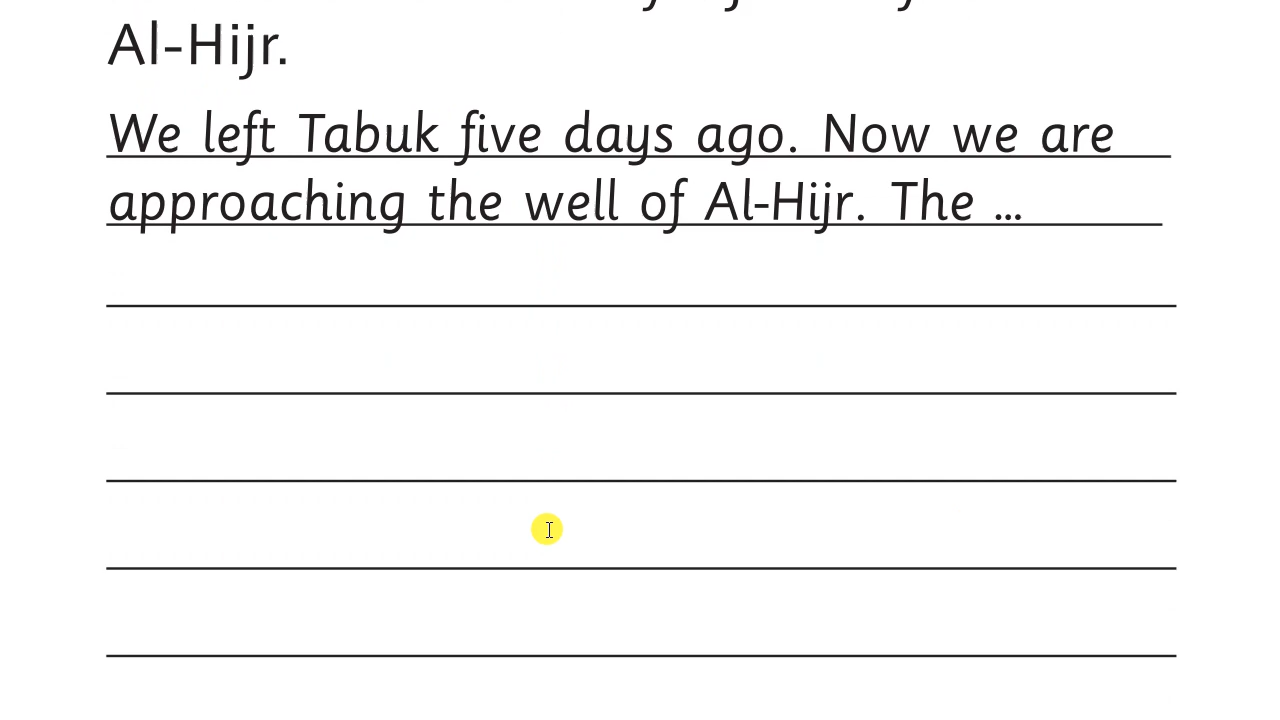 Al-Hijr.
We left Tabuk five days ago. Now we are
approaching the well of Al-Hijr. The ...